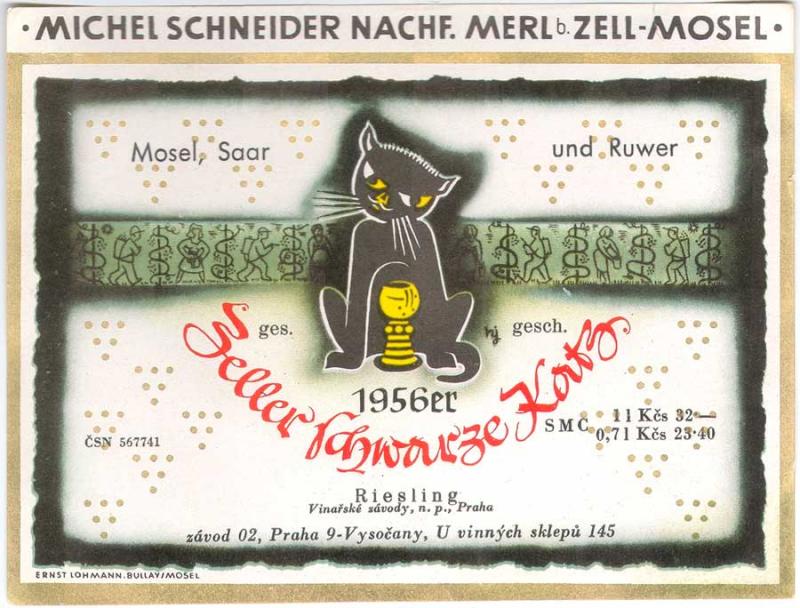 ·MICHEL SCHNEIDER NACHF. MERL b. ZELL-MOSEL·
Mosel, Saar und Ruwer
ges. gesch.
Zeller Schwarze Katz
1956er
SMC 1 l Kčs 32·—
0,7 l Kčs 23·40
ČSN 567741
Riesling
Vinařské závody, n. p., Praha
závod 02, Praha 9-Vysočany, U vinných sklepů 145
ERNST LOHMANN. BULLAY/MOSEL